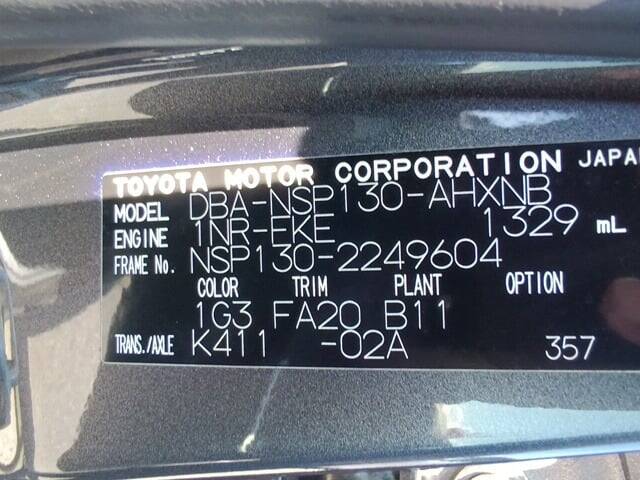 TOYOTA MOTOR CORPORATION JAPAN
MODEL DBA-NSP130-AHXNB
ENGINE 1NR-FKE 1329 mL
FRAME No. NSP130-2249604
COLOR TRIM PLANT OPTION
1G3 FA20 B11
TRANS./AXLE K411 -02A 357